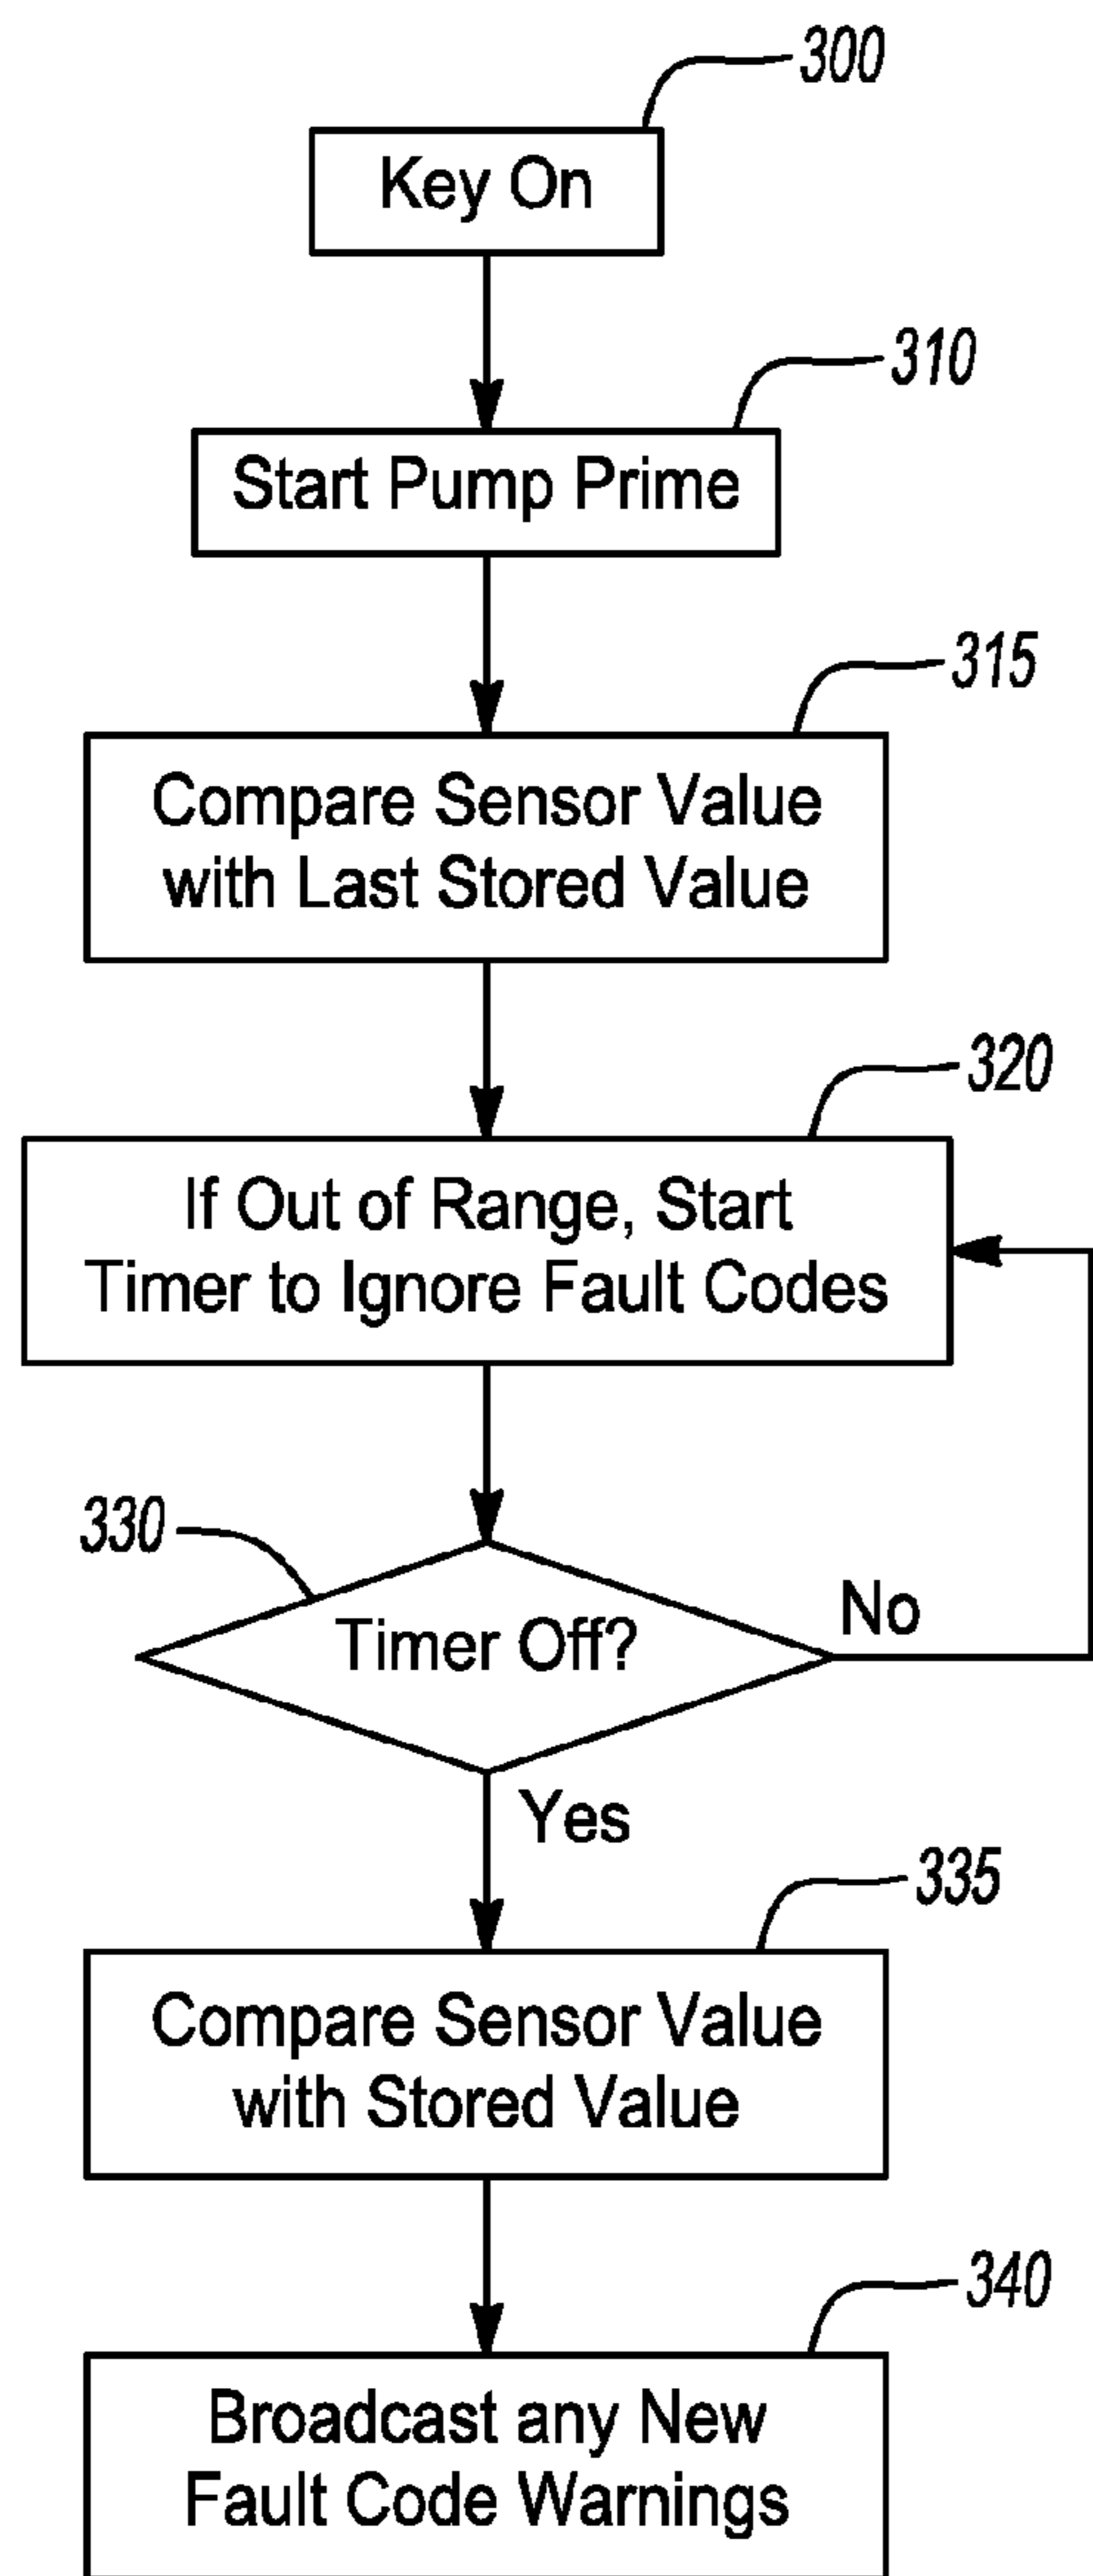 300
Key On
310
Start Pump Prime
315
Compare Sensor Value
with Last Stored Value
320
If Out of Range, Start
Timer to Ignore Fault Codes
330
Timer Off?
No
Yes
335
Compare Sensor Value
with Stored Value
340
Broadcast any New
Fault Code Warnings